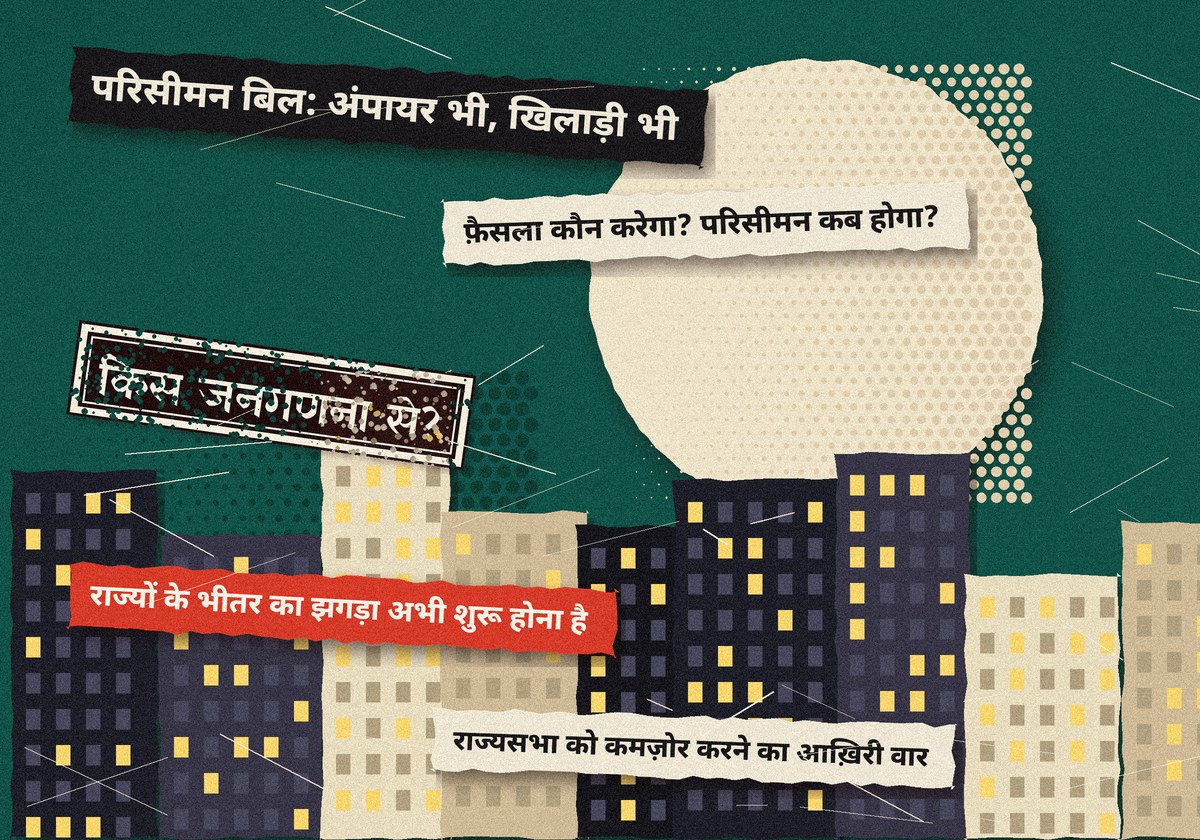 परिसीमन बिल: अंपायर भी, खिलाड़ी भी
फ़ैसला कौन करेगा? परिसीमन कब होगा?
किस जनगणना से?
राज्यों के भीतर का झगड़ा अभी शुरू होना है
राज्यसभा को कमज़ोर करने का आख़िरी वार